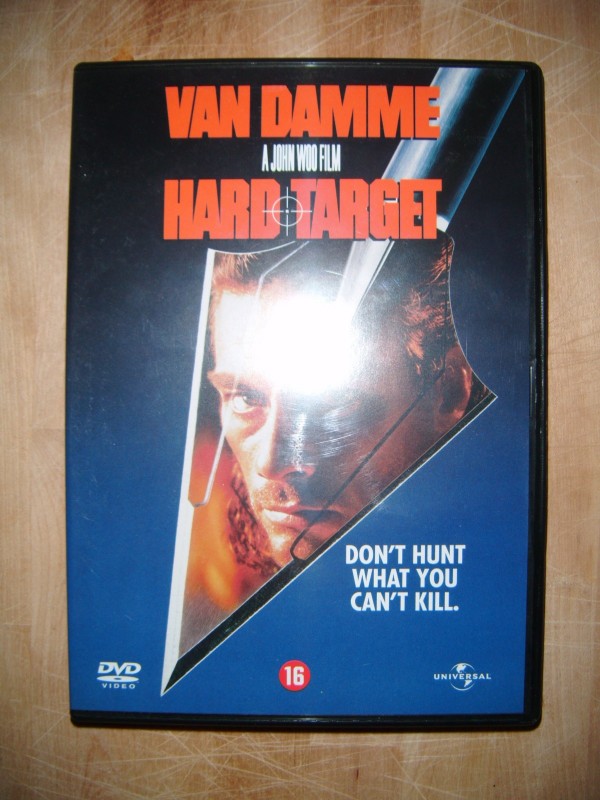 VAN DAMME
A JOHN WOO FILM
HARD TARGET
DON'T HUNT
WHAT YOU
CAN'T KILL.
DVD
VIDEO
16
UNIVERSAL